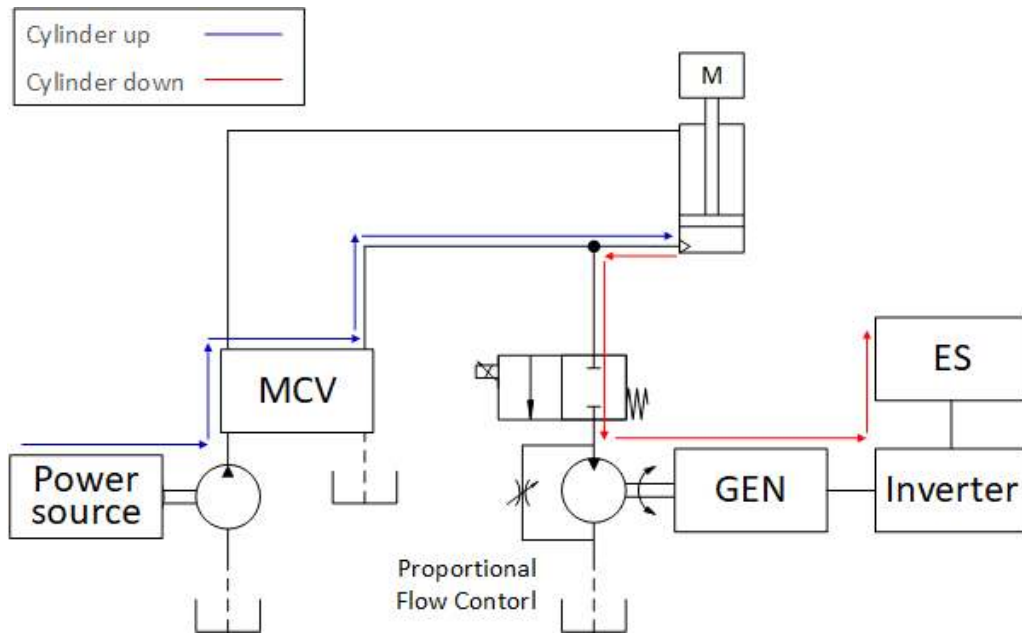 Cylinder up
Cylinder down
M
MCV
ES
Power
source
GEN
Inverter
Proportional
Flow Contorl